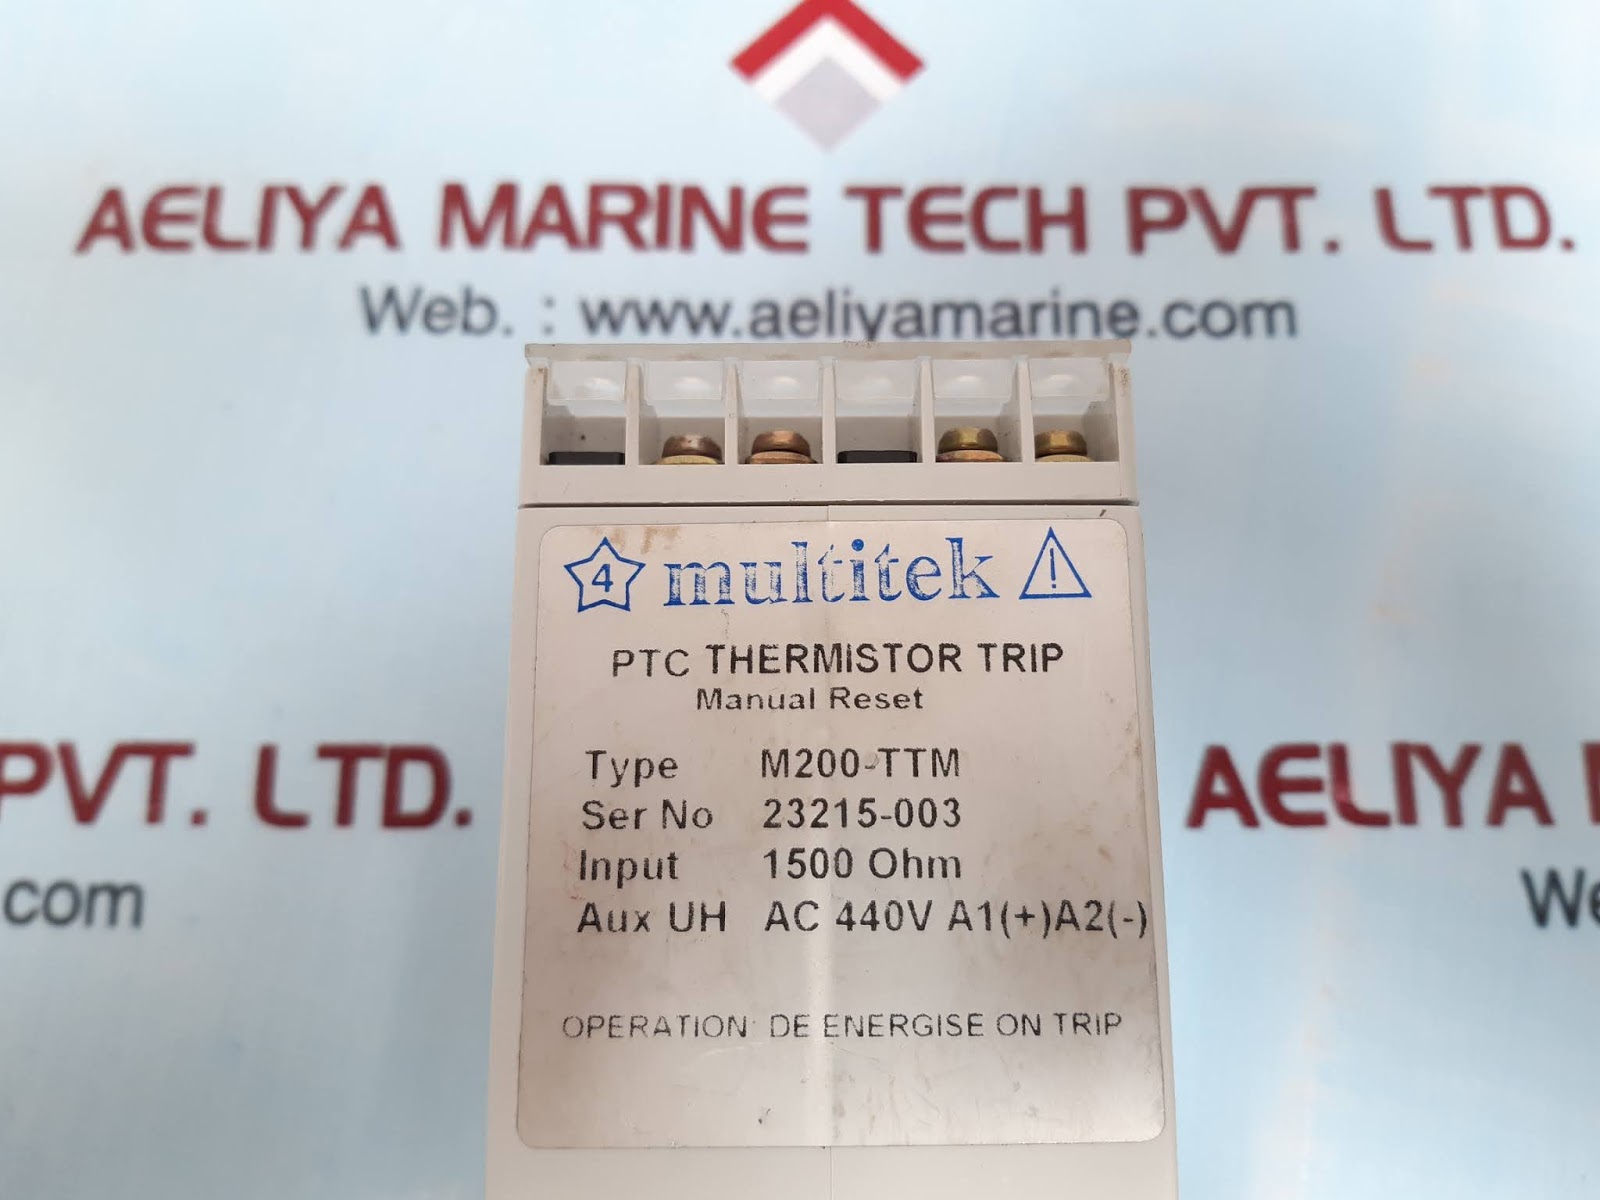 AELIYA MARINE TECH PVT. LTD.
Web. : www.aeliyamarine.com
4 multitek !
PTC THERMISTOR TRIP
Manual Reset
Type M200-TTM
Ser No 23215-003
Input 1500 Ohm
Aux UH AC 440V A1(+)A2(-)
OPERATION: DE ENERGISE ON TRIP
PVT. LTD.
.com
AELIYA
We